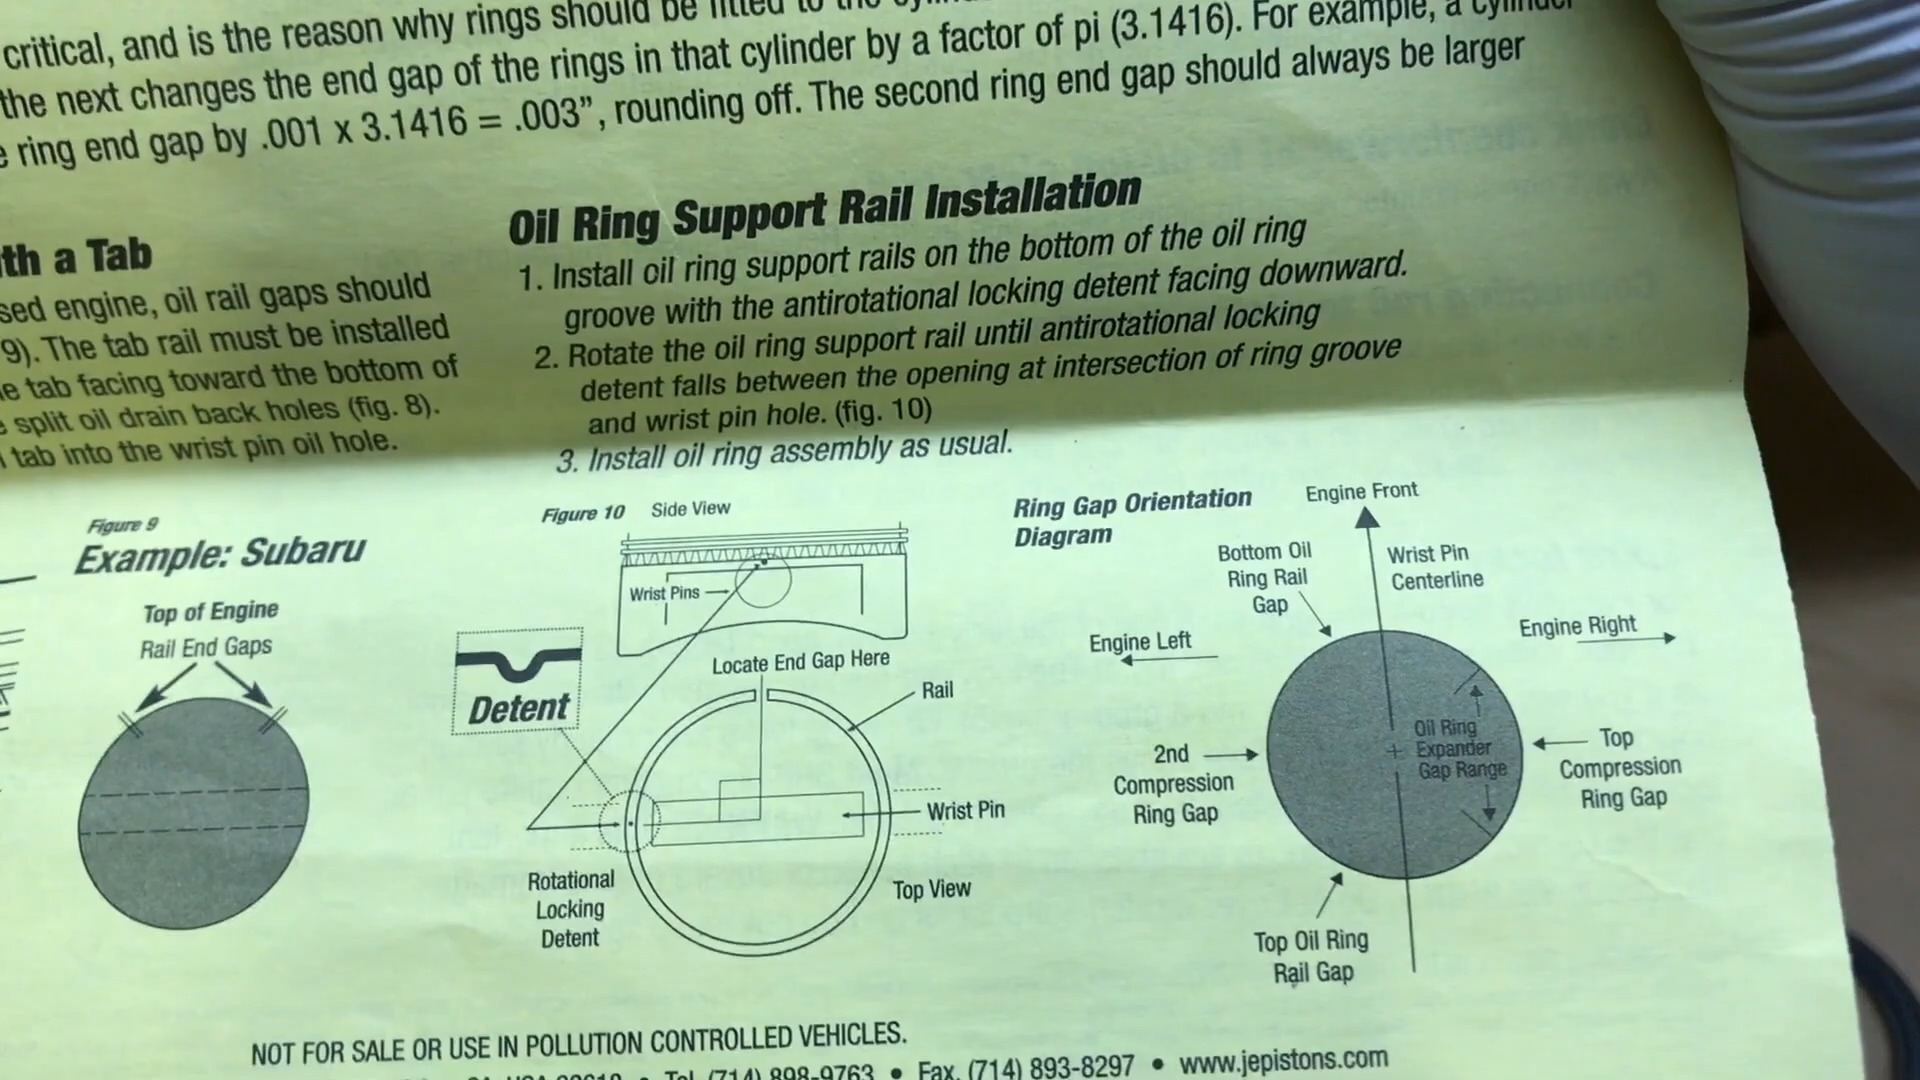 critical, and is the reason why rings should be fitted to the
the next changes the end gap of the rings in that cylinder by a factor of pi (3.1416). For example, a cylinder
ring end gap by .001 x 3.1416 = .003”, rounding off. The second ring end gap should always be larger
a Tab
engine, oil rail gaps should
9). The tab rail must be installed
tab facing toward the bottom of
split oil drain back holes (fig. 8).
tab into the wrist pin oil hole.
Oil Ring Support Rail Installation
1. Install oil ring support rails on the bottom of the oil ring
groove with the antirotational locking detent facing downward.
2. Rotate the oil ring support rail until antirotational locking
detent falls between the opening at intersection of ring groove
and wrist pin hole. (fig. 10)
3. Install oil ring assembly as usual.
Figure 9
Example: Subaru
Top of Engine
Rail End Gaps
Figure 10 Side View
Wrist Pins
Detent
Locate End Gap Here
Rail
Wrist Pin
Rotational
Locking
Detent
Top View
Ring Gap Orientation
Diagram
Engine Front
Bottom Oil
Ring Rail
Gap
Wrist Pin
Centerline
Engine Left
Engine Right
2nd
Compression
Ring Gap
Oil Ring
Expander
Gap Range
Top
Compression
Ring Gap
Top Oil Ring
Rail Gap
NOT FOR SALE OR USE IN POLLUTION CONTROLLED VEHICLES.
Tel. (714) 898-9763 • Fax. (714) 893-8297 • www.jepistons.com